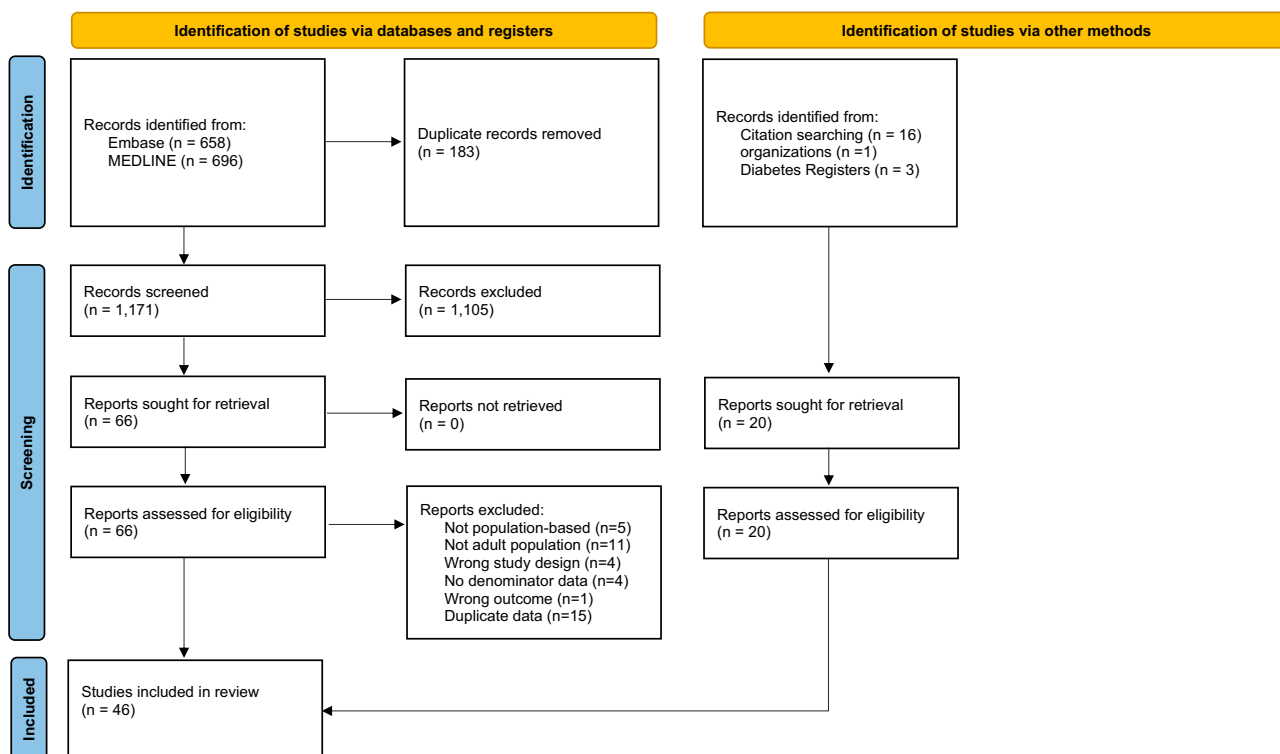 Identification of studies via databases and registers
Identification of studies via other methods
Identification
Records identified from:
Embase (n = 658)
MEDLINE (n = 696)
Duplicate records removed
(n = 183)
Records identified from:
Citation searching (n = 16)
organizations (n =1)
Diabetes Registers (n = 3)
Screening
Records screened
(n = 1,171)
Records excluded
(n = 1,105)
Reports sought for retrieval
(n = 66)
Reports not retrieved
(n = 0)
Reports sought for retrieval
(n = 20)
Reports assessed for eligibility
(n = 66)
Reports excluded:
Not population-based (n=5)
Not adult population (n=11)
Wrong study design (n=4)
No denominator data (n=4)
Wrong outcome (n=1)
Duplicate data (n=15)
Reports assessed for eligibility
(n = 20)
Included
Studies included in review
(n = 46)